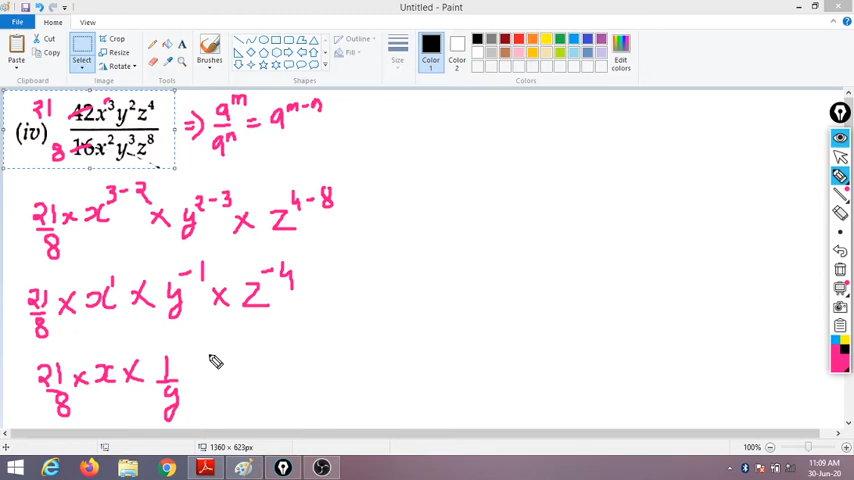 Untitled - Paint
File Home View
Paste Cut Copy Select Crop Resize Rotate A Brushes Outline Fill Size Color 1 Color 2 Edit colors
Clipboard Image Tools Shapes Colors
21
(iv) 42x³y²z⁴ / 16x²y³z⁸ ⇒ qᵐ/qⁿ = qᵐ⁻ⁿ
8
21/8 × x³⁻² × y²⁻³ × z⁴⁻⁸
21/8 × x¹ × y⁻¹ × z⁻⁴
21/8 × x × 1/y
1360 × 623px 100%
11:09 AM
30-Jun-20